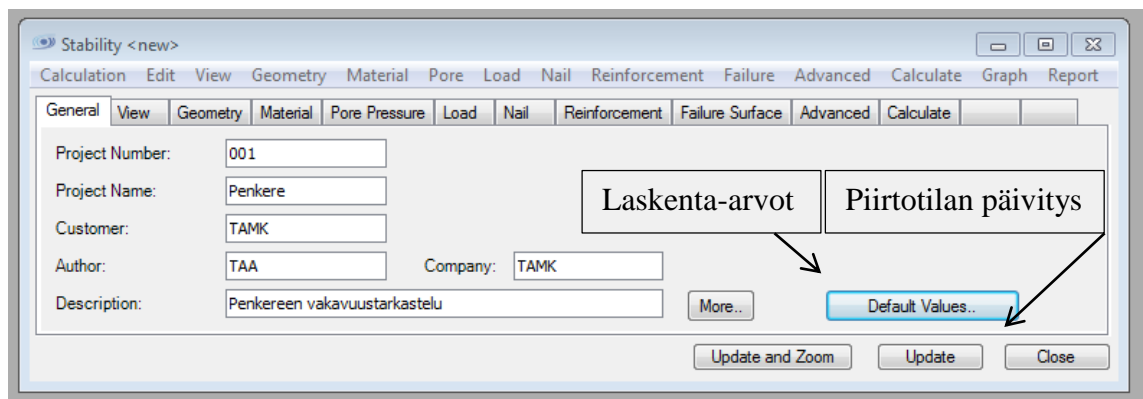 Stability <new>
Calculation Edit View Geometry Material Pore Load Nail Reinforcement Failure Advanced Calculate Graph Report
General View Geometry Material Pore Pressure Load Nail Reinforcement Failure Surface Advanced Calculate
Project Number: 001
Project Name: Penkere
Laskenta-arvot Piirtotilan päivitys
Customer: TAMK
Author: TAA Company: TAMK
Description: Penkereen vakavuustarkastelu More.. Default Values..
Update and Zoom Update Close